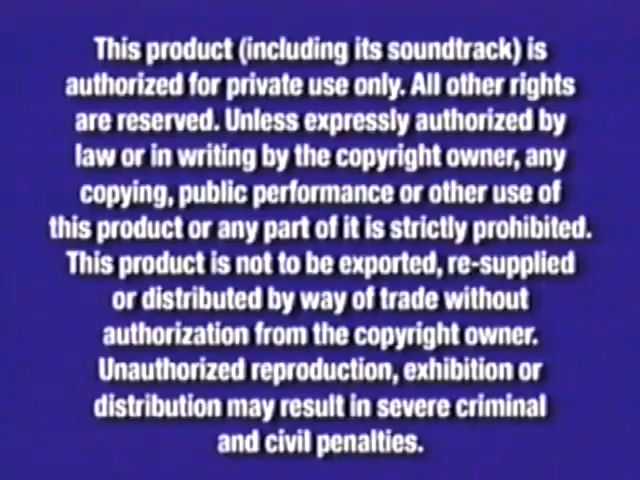 This product (including its soundtrack) is
authorized for private use only. All other rights
are reserved. Unless expressly authorized by
law or in writing by the copyright owner, any
copying, public performance or other use of
this product or any part of it is strictly prohibited.
This product is not to be exported, re-supplied
or distributed by way of trade without
authorization from the copyright owner.
Unauthorized reproduction, exhibition or
distribution may result in severe criminal
and civil penalties.